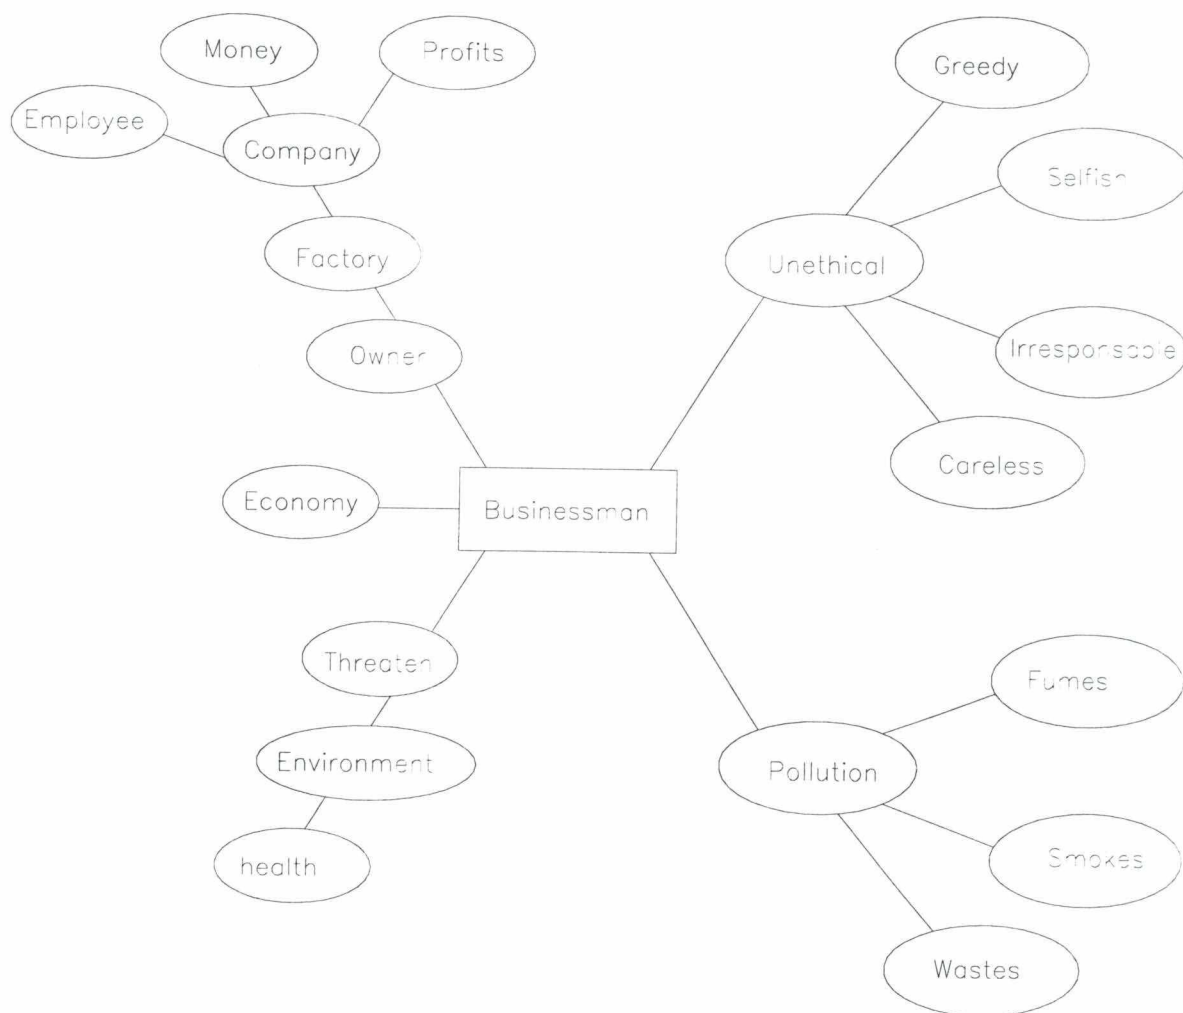 Money
Profits
Greedy
Employee
Company
Selfish
Factory
Unethical
Owner
Irresponsable
Careless
Economy
Businessman
Threaten
Fumes
Environment
Pollution
health
Smokes
Wastes